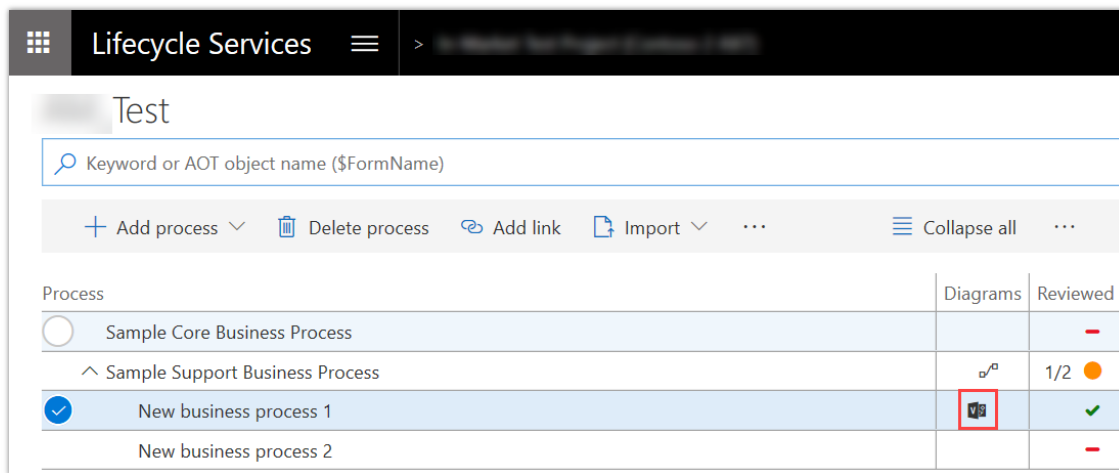 Lifecycle Services >
Test
Keyword or AOT object name ($FormName)
Add process Delete process Add link Import ... Collapse all ...
Process Diagrams Reviewed
Sample Core Business Process
Sample Support Business Process 1/2
New business process 1
New business process 2